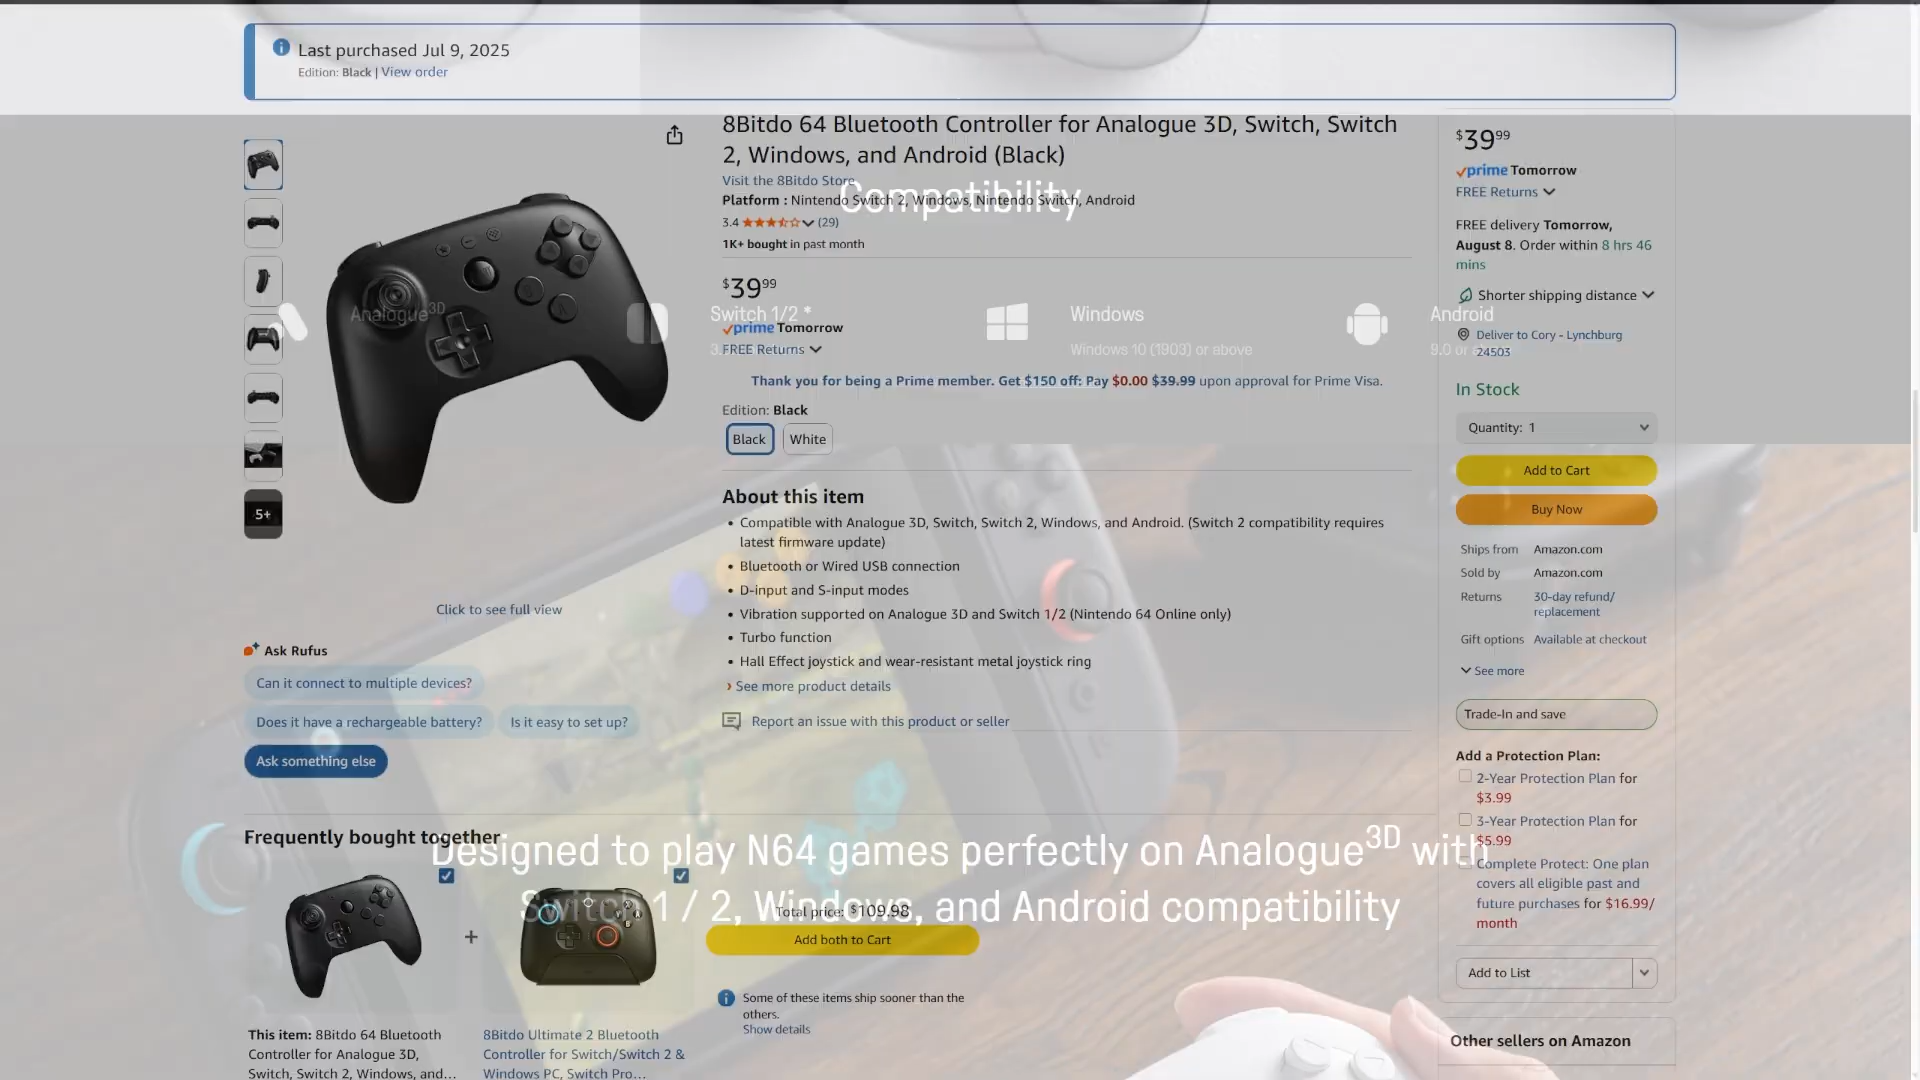 Last purchased Jul 9, 2025
Edition: Black | View order
8Bitdo 64 Bluetooth Controller for Analogue 3D, Switch, Switch
2, Windows, and Android (Black)
Visit the 8Bitdo Store
Compatibility
Platform : Nintendo Switch 2, Windows, Nintendo Switch, Android
3.4 (29)
1K+ bought in past month
$39 99
prime Tomorrow
FREE Returns
Analogue 3D
Switch 1/2 *
Windows
Windows 10 (1903) or above
Android
9.0 or
Thank you for being a Prime member. Get $150 off: Pay $0.00 $39.99 upon approval for Prime Visa.
Edition: Black
Black
White
About this item
• Compatible with Analogue 3D, Switch, Switch 2, Windows, and Android. (Switch 2 compatibility requires
latest firmware update)
• Bluetooth or Wired USB connection
• D-input and S-input modes
• Vibration supported on Analogue 3D and Switch 1/2 (Nintendo 64 Online only)
• Turbo function
• Hall Effect joystick and wear-resistant metal joystick ring
› See more product details
Report an issue with this product or seller
5+
Click to see full view
Ask Rufus
Can it connect to multiple devices?
Does it have a rechargeable battery?
Is it easy to set up?
Ask something else
$39 99
prime Tomorrow
FREE Returns
FREE delivery Tomorrow,
August 8. Order within 8 hrs 46
mins
Shorter shipping distance
Deliver to Cory - Lynchburg
24503
In Stock
Quantity: 1
Add to Cart
Buy Now
Ships from Amazon.com
Sold by Amazon.com
Returns 30-day refund/
replacement
Gift options Available at checkout
See more
Trade-In and save
Add a Protection Plan:
2-Year Protection Plan for
$3.99
3-Year Protection Plan for
$5.99
Complete Protect: One plan
covers all eligible past and
future purchases for $16.99/
month
Add to List
Other sellers on Amazon
Frequently bought together
Designed to play N64 games perfectly on Analogue 3D with
Switch 1 / 2, Windows, and Android compatibility
+
Total price: $109.98
Add both to Cart
Some of these items ship sooner than the
others.
Show details
This item: 8Bitdo 64 Bluetooth
Controller for Analogue 3D,
Switch, Switch 2, Windows, and...
8Bitdo Ultimate 2 Bluetooth
Controller for Switch/Switch 2 &
Windows PC, Switch Pro...